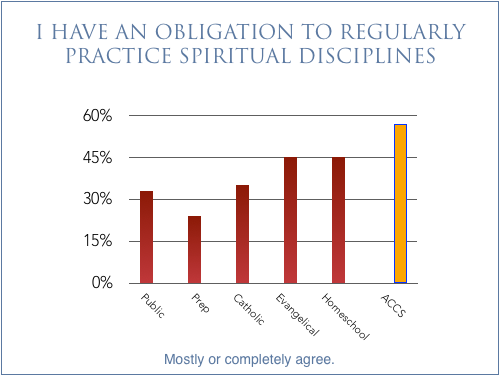 I HAVE AN OBLIGATION TO REGULARLY
PRACTICE SPIRITUAL DISCIPLINES
60%
45%
30%
15%
0%
Public
Prep
Catholic
Evangelical
Homeschool
ACCS
Mostly or completely agree.